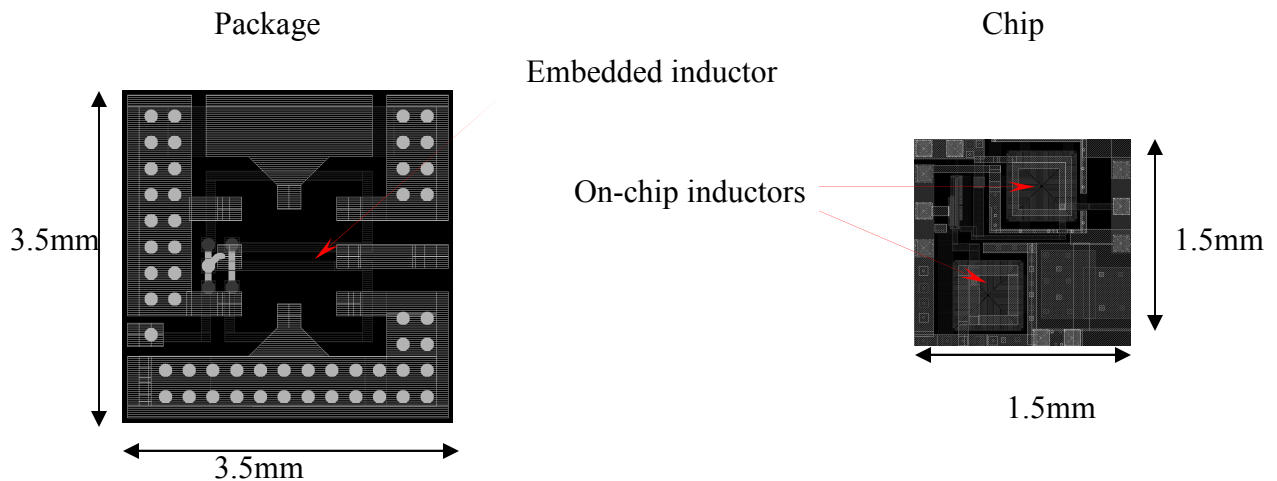 Package
Chip
Embedded inductor
On-chip inductors
3.5mm
1.5mm
1.5mm
3.5mm